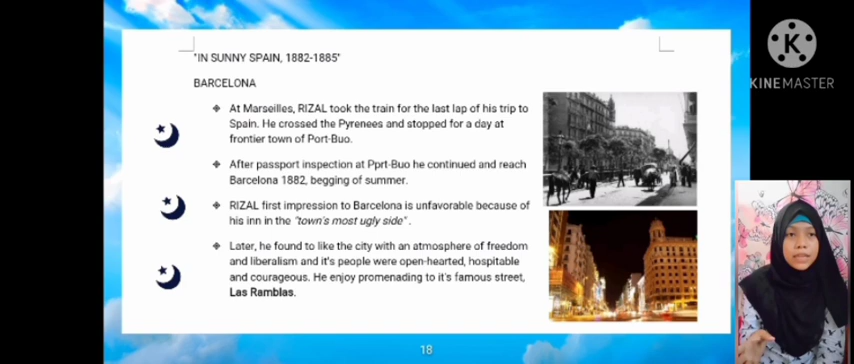 "IN SUNNY SPAIN, 1882-1885"
BARCELONA
At Marseilles, RIZAL took the train for the last lap of his trip to
Spain. He crossed the Pyrenees and stopped for a day at
frontier town of Port-Buo.
After passport inspection at Pprt-Buo he continued and reach
Barcelona 1882, begging of summer.
RIZAL first impression to Barcelona is unfavorable because of
his inn in the "town's most ugly side" .
Later, he found to like the city with an atmosphere of freedom
and liberalism and it's people were open-hearted, hospitable
and courageous. He enjoy promenading to it's famous street,
Las Ramblas.
18
K
KINEMASTER